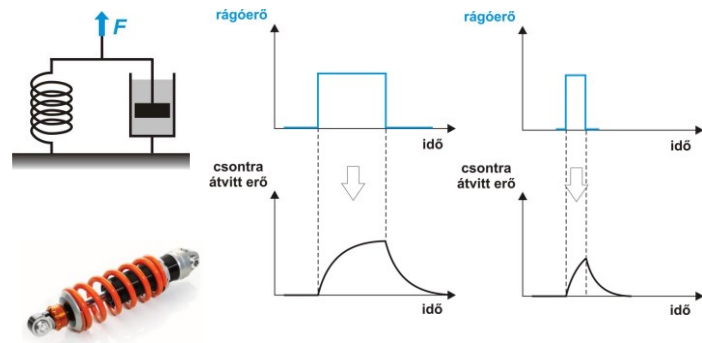 F
rágóerő
idő
csontra
átvitt erő
idő
rágóerő
idő
csontra
átvitt erő
idő